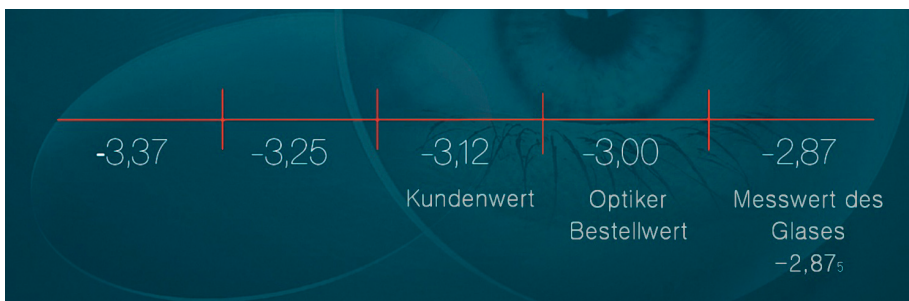 -3,37 -3,25 -3,12 -3,00 -2,87
Kundenwert Optiker Messwert des
Bestellwert Glases
-2,875